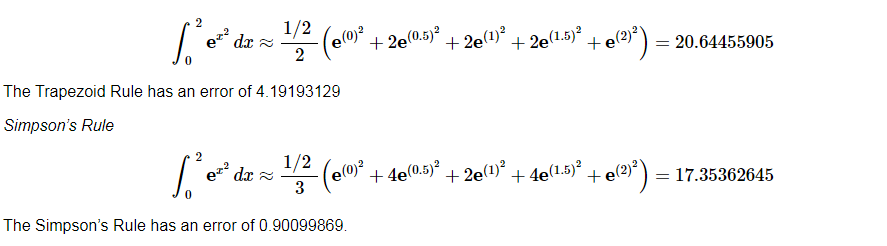 ∫₀² e^{x²} dx ≈ (1/2)/2 (e^{(0)²} + 2e^{(0.5)²} + 2e^{(1)²} + 2e^{(1.5)²} + e^{(2)²}) = 20.64455905
The Trapezoid Rule has an error of 4.19193129
Simpson's Rule
∫₀² e^{x²} dx ≈ (1/2)/3 (e^{(0)²} + 4e^{(0.5)²} + 2e^{(1)²} + 4e^{(1.5)²} + e^{(2)²}) = 17.35362645
The Simpson's Rule has an error of 0.90099869.